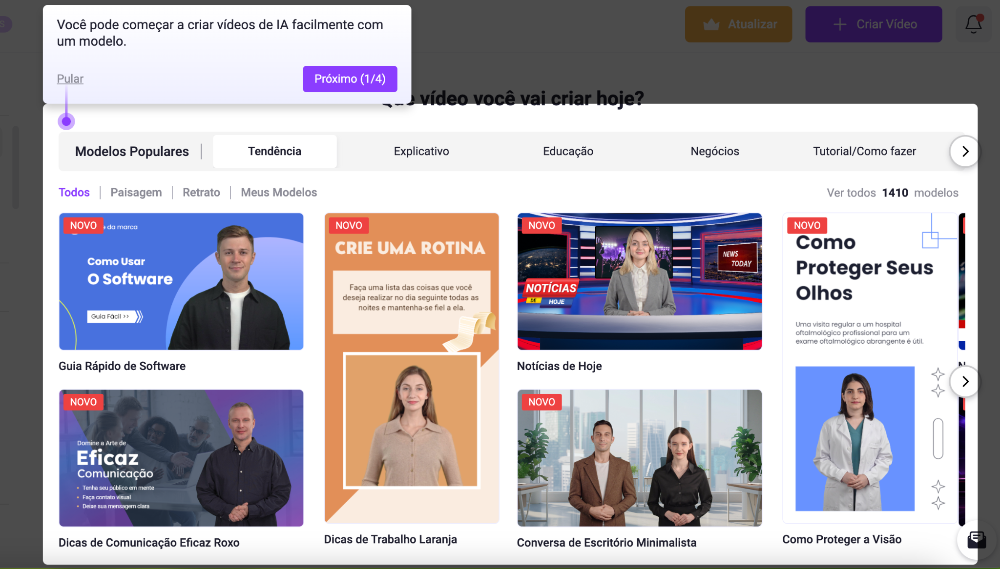 S
Você pode começar a criar vídeos de IA facilmente com
um modelo.
Pular
Próximo (1/4)
Atualizar
Criar Vídeo
Que vídeo você vai criar hoje?
Modelos Populares
Tendência
Explicativo
Educação
Negócios
Tutorial/Como fazer
Todos
Paisagem
Retrato
Meus Modelos
Ver todos 1410 modelos
NOVO
e da marca
Como Usar
O Software
Guia Fácil >>
Guia Rápido de Software
NOVO
CRIE UMA ROTINA
Faça uma lista das coisas que você
deseja realizar no dia seguinte todas as
noites e mantenha-se fiel a ela.
Dicas de Trabalho Laranja
NOVO
NEWS
TODAY
NOTÍCIAS
DE HOJE
Notícias de Hoje
NOVO
Como
Proteger Seus
Olhos
Uma visita regular a um hospital
oftalmológico profissional para um
exame oftalmológico abrangente é útil.
Como Proteger a Visão
N
NOVO
Domine a Arte de
Eficaz
Comunicação
• Tenha seu público em mente
• Faça contato visual
• Deixe sua mensagem clara
Dicas de Comunicação Eficaz Roxo
NOVO
Conversa de Escritório Minimalista